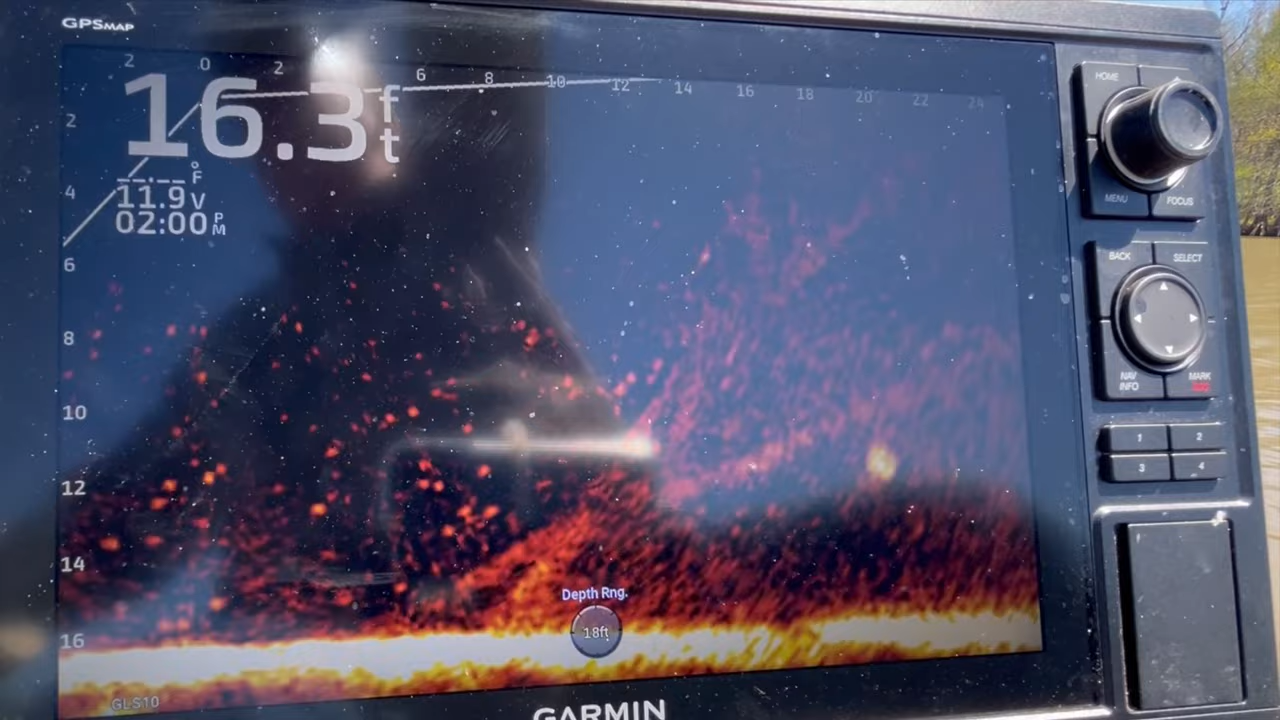 GPSMAP
2 0 2 6 8 10 12 14 16 18 20 22 24
16.3 ft
--.-- °F
11.9 V
02:00 PM
2
4
6
8
10
12
14
16
Depth Rng.
18ft
GLS10
GARMIN
HOME
MENU
FOCUS
BACK
SELECT
NAV INFO
MARK
1
2
3
4